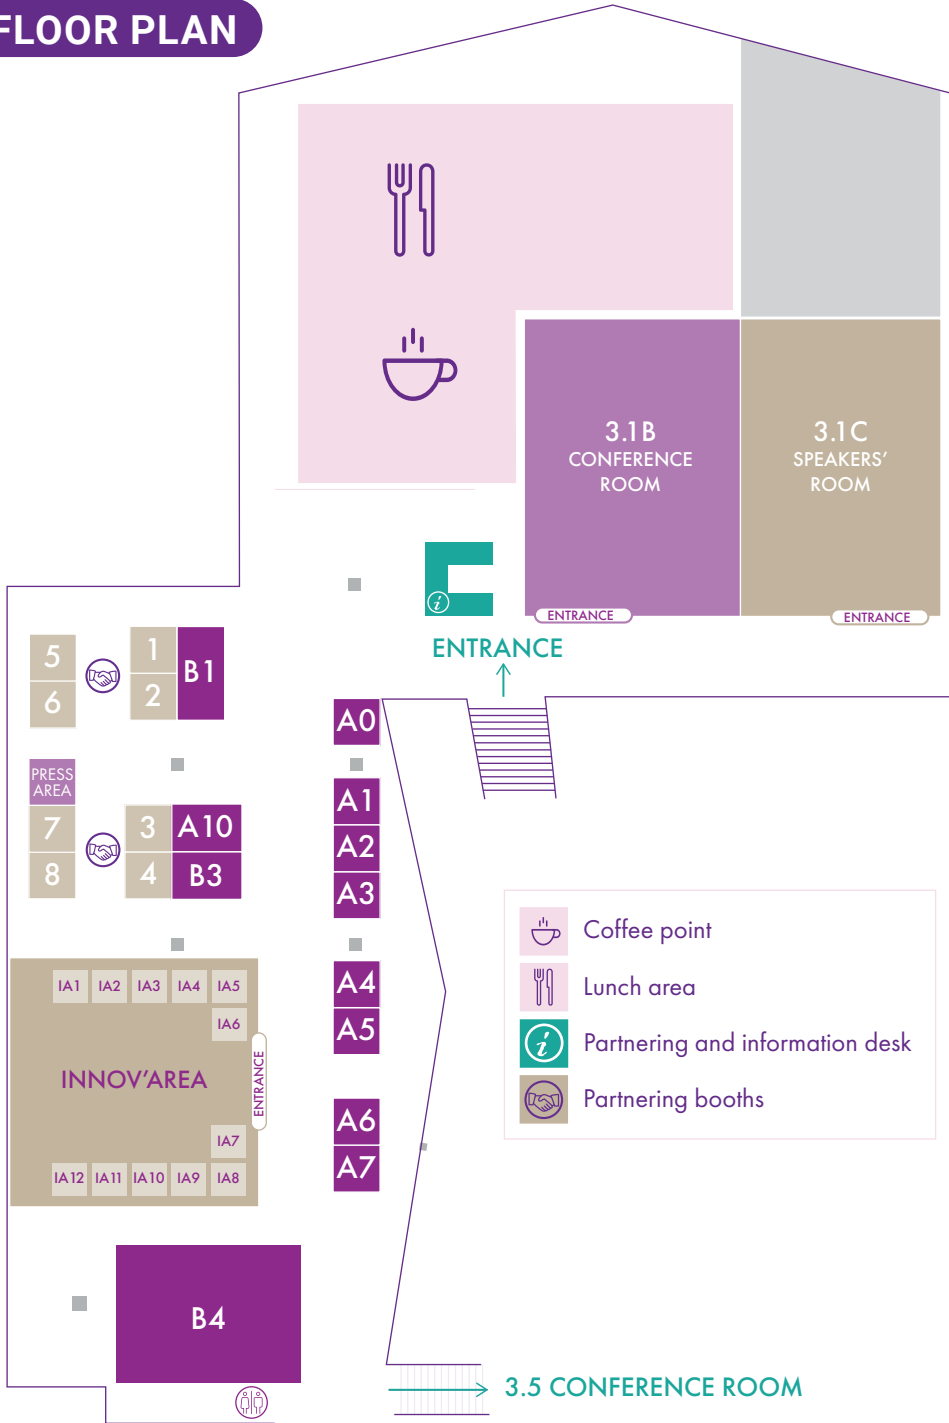 FLOOR PLAN
3.1B
CONFERENCE
ROOM
3.1C
SPEAKERS’
ROOM
i
ENTRANCE
ENTRANCE
ENTRANCE
5
6
1
2
B1
A0
PRESS
AREA
7
8
3
4
A10
B3
A1
A2
A3
A4
A5
A6
A7
IA1
IA2
IA3
IA4
IA5
IA6
INNOV’AREA
ENTRANCE
IA7
IA12
IA11
IA10
IA9
IA8
B4
Coffee point
Lunch area
i
Partnering and information desk
Partnering booths
3.5 CONFERENCE ROOM